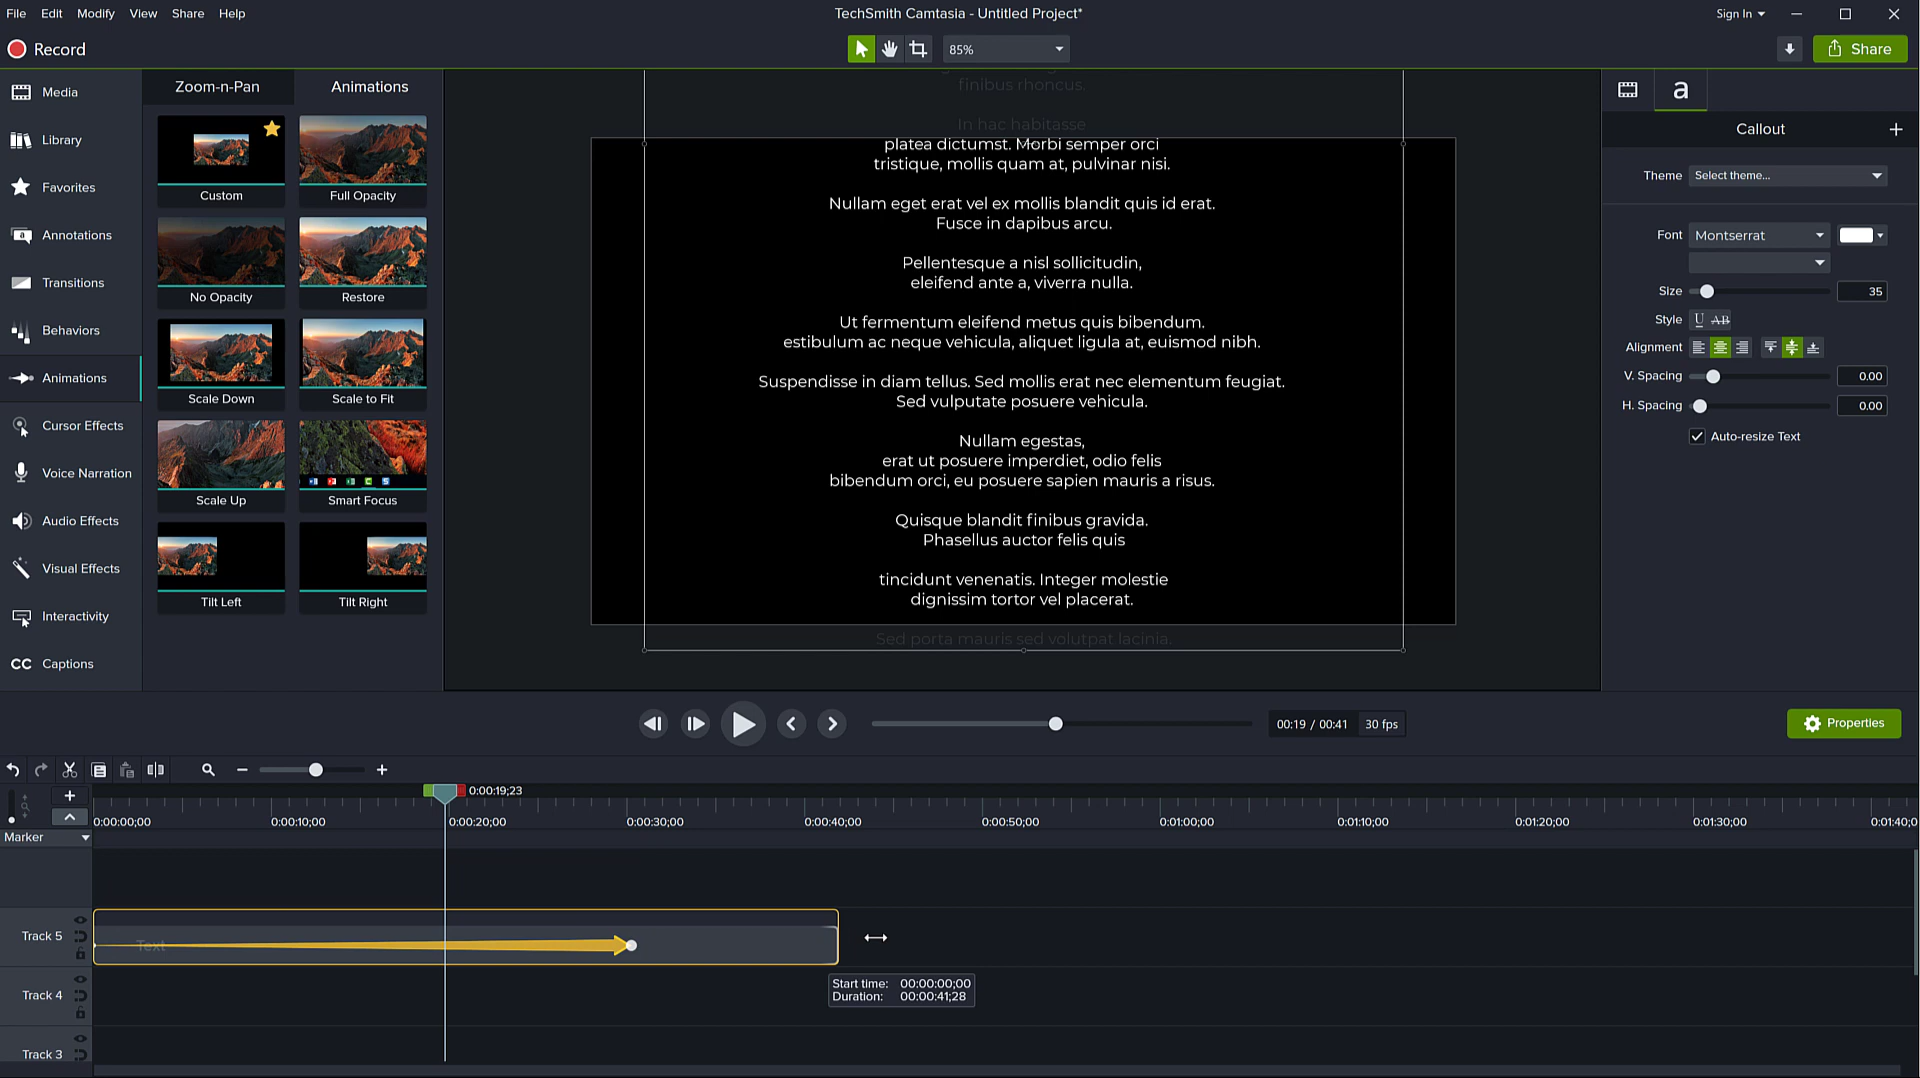 File Edit Modify View Share Help
TechSmith Camtasia - Untitled Project*
Sign In
Record
85%
Share
Media
Library
Favorites
Annotations
Transitions
Behaviors
Animations
Cursor Effects
Voice Narration
Audio Effects
Visual Effects
Interactivity
CC Captions
Zoom-n-Pan Animations
Custom Full Opacity
No Opacity Restore
Scale Down Scale to Fit
Scale Up Smart Focus
Tilt Left Tilt Right
finibus rhoncus.
In hac habitasse
platea dictumst. Morbi semper orci
tristique, mollis quam at, pulvinar nisi.
Nullam eget erat vel ex mollis blandit quis id erat.
Fusce in dapibus arcu.
Pellentesque a nisl sollicitudin,
eleifend ante a, viverra nulla.
Ut fermentum eleifend metus quis bibendum.
estibulum ac neque vehicula, aliquet ligula at, euismod nibh.
Suspendisse in diam tellus. Sed mollis erat nec elementum feugiat.
Sed vulputate posuere vehicula.
Nullam egestas,
erat ut posuere imperdiet, odio felis
bibendum orci, eu posuere sapien mauris a risus.
Quisque blandit finibus gravida.
Phasellus auctor felis quis
tincidunt venenatis. Integer molestie
dignissim tortor vel placerat.
Sed porta mauris sed volutpat lacinia.
a
Callout
Theme Select theme...
Font Montserrat
Size 35
Style U AB
Alignment
V. Spacing 0.00
H. Spacing 0.00
Auto-resize Text
00:19 / 00:41 30 fps
Properties
0:00:19;23
0:00:00;00 0:00:10;00 0:00:20;00 0:00:30;00 0:00:40;00 0:00:50;00 0:01:00;00 0:01:10;00 0:01:20;00 0:01:30;00 0:01:40;0
Marker
Track 5
Text
Start time: 00:00:00;00
Duration: 00:00:41;28
Track 4
Track 3